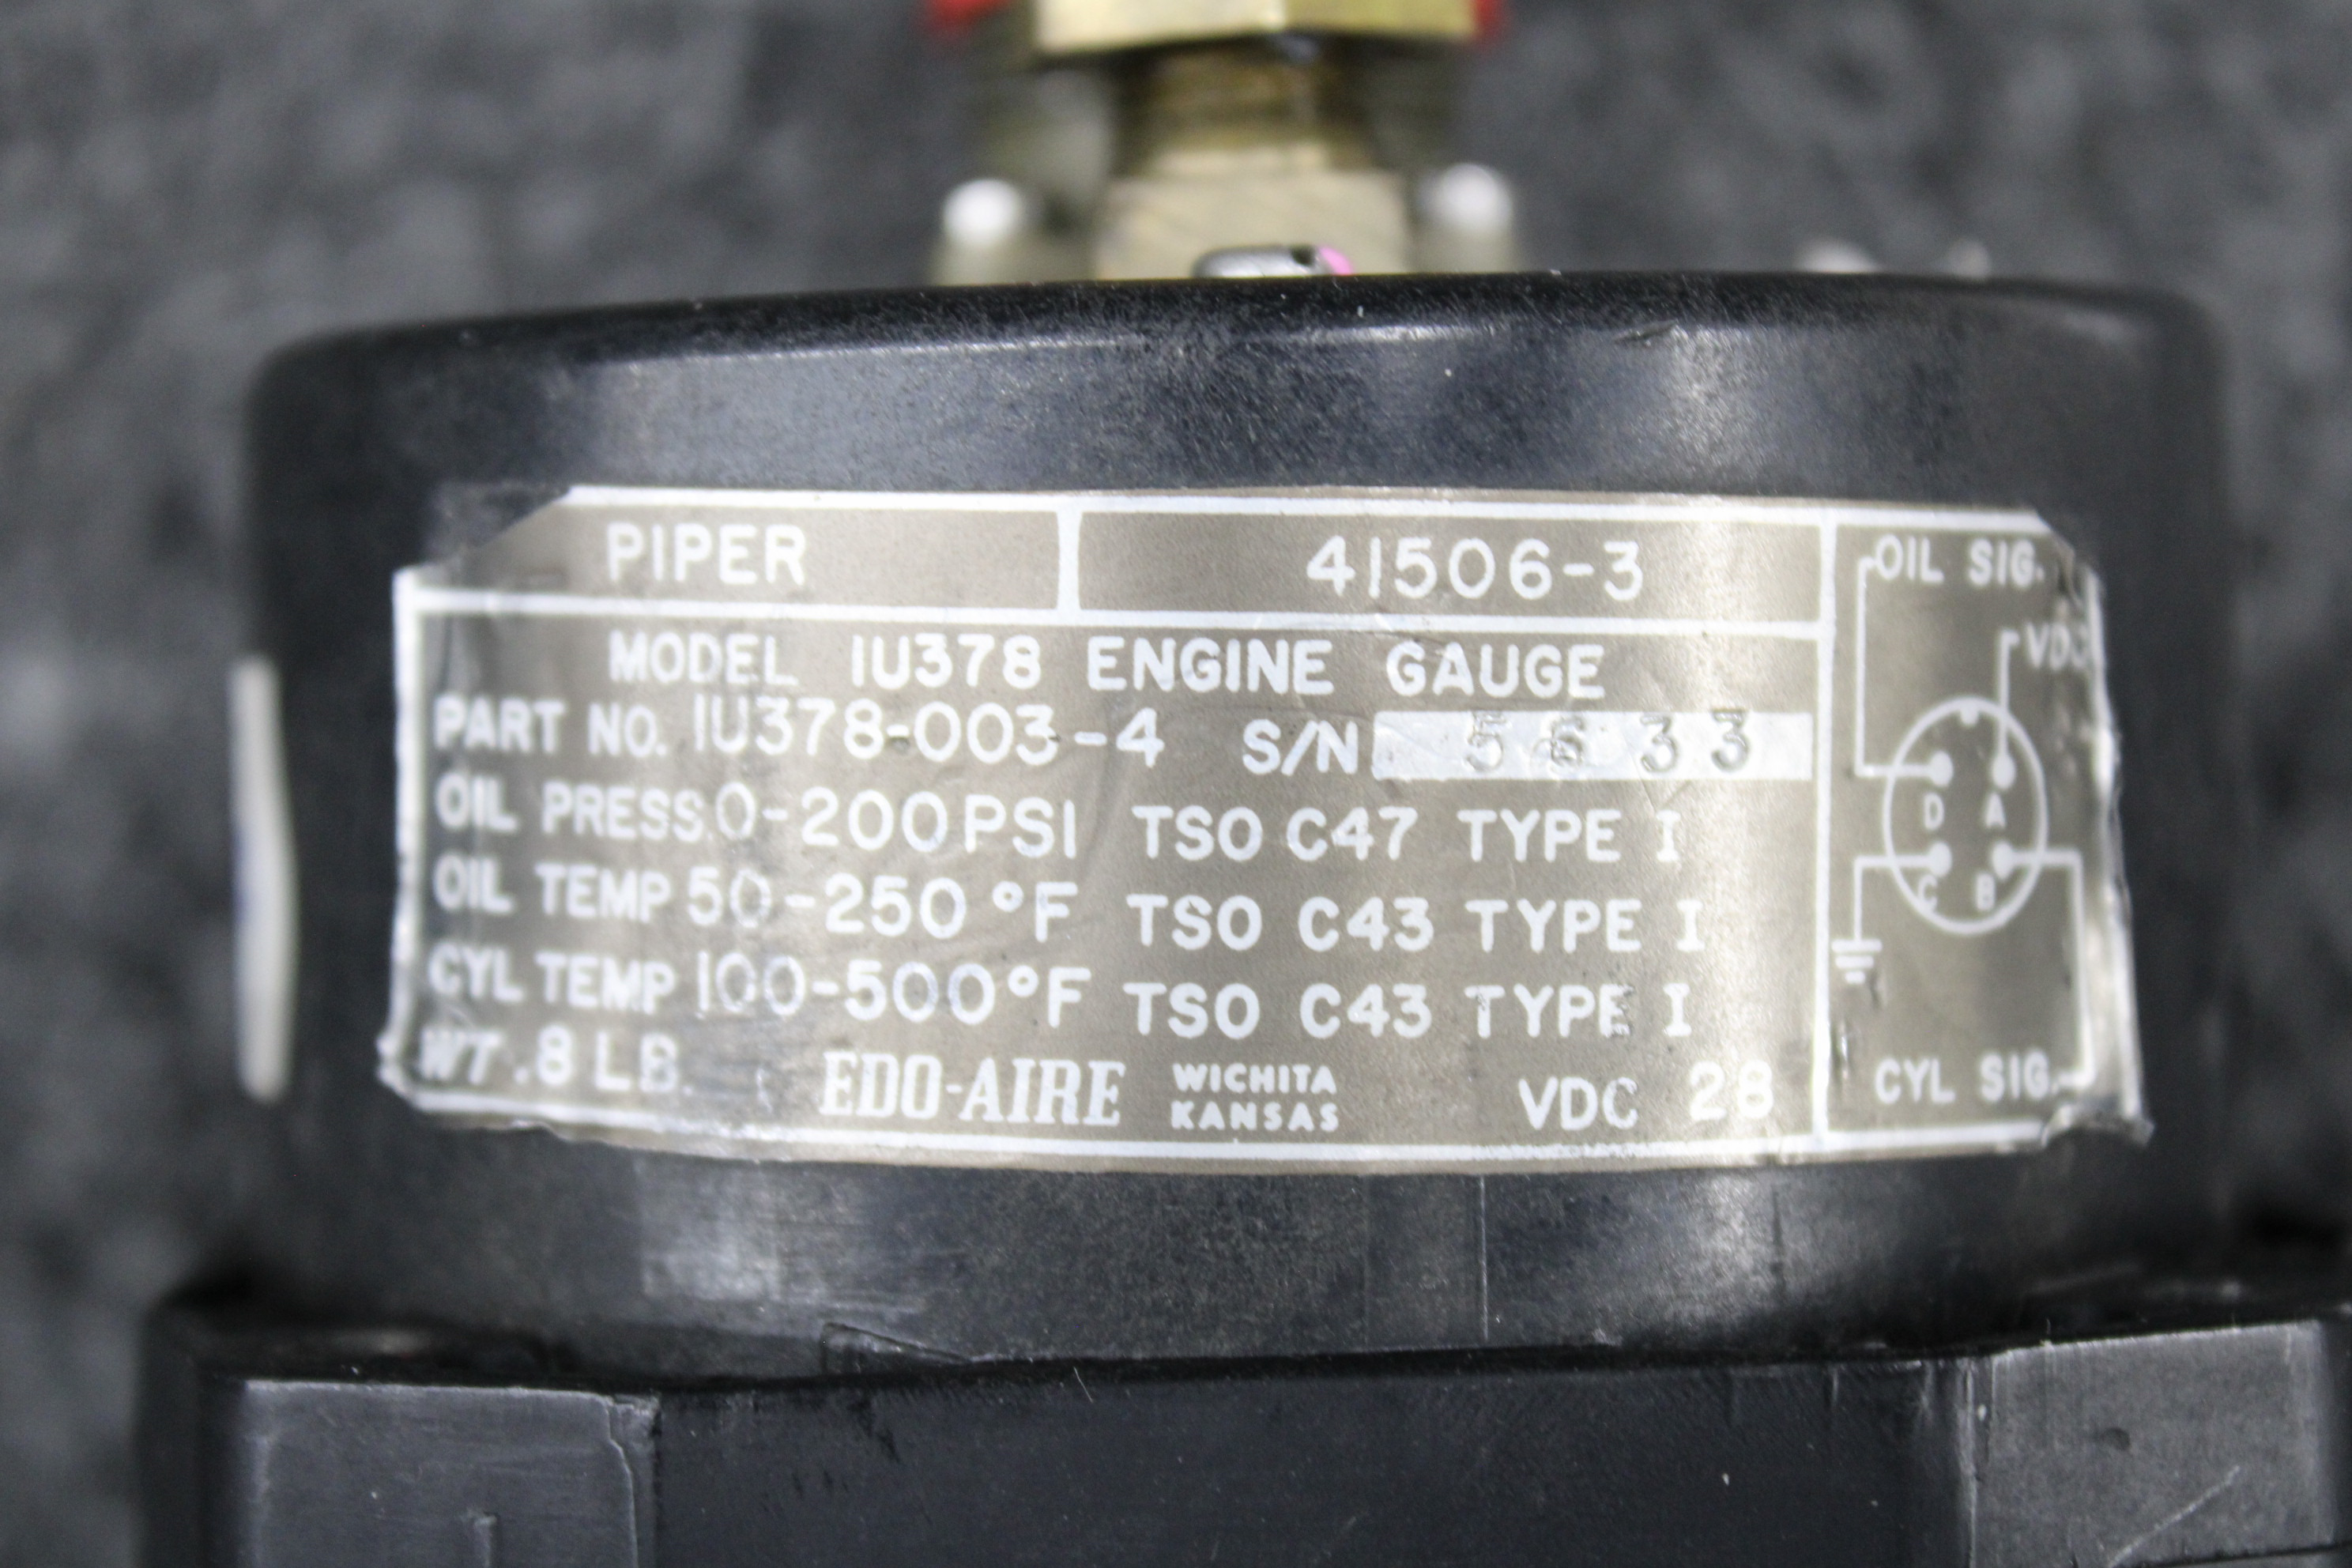 PIPER 41506-3
MODEL 1U378 ENGINE GAUGE
PART NO. 1U378-003-4 S/N 5633
OIL PRESS. 0-200 PSI TSO C47 TYPE I
OIL TEMP 50-250 °F TSO C43 TYPE I
CYL TEMP 100-500 °F TSO C43 TYPE I
WT .8 LB. EDO-AIRE WICHITA KANSAS VDC 28
OIL SIG.
VDC
D A
C B
CYL SIG.